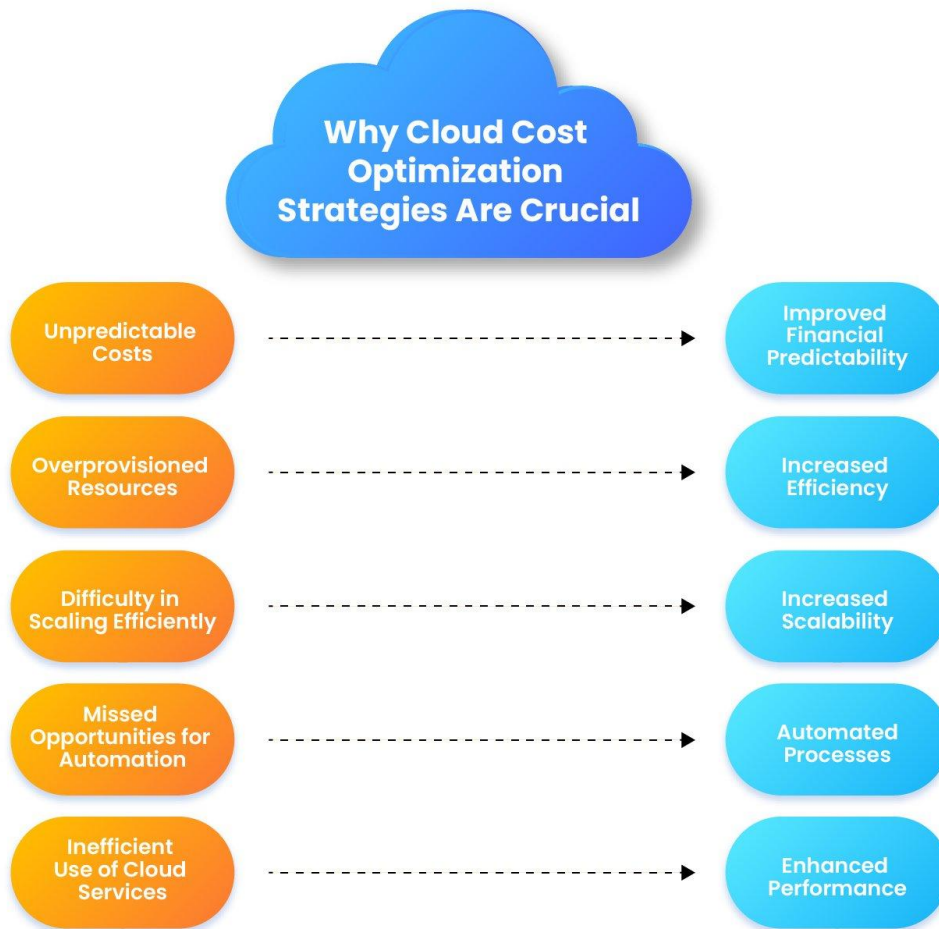 Why Cloud Cost
Optimization
Strategies Are Crucial
Unpredictable
Costs
Improved
Financial
Predictability
Overprovisioned
Resources
Increased
Efficiency
Difficulty in
Scaling Efficiently
Increased
Scalability
Missed
Opportunities for
Automation
Automated
Processes
Inefficient
Use of Cloud
Services
Enhanced
Performance